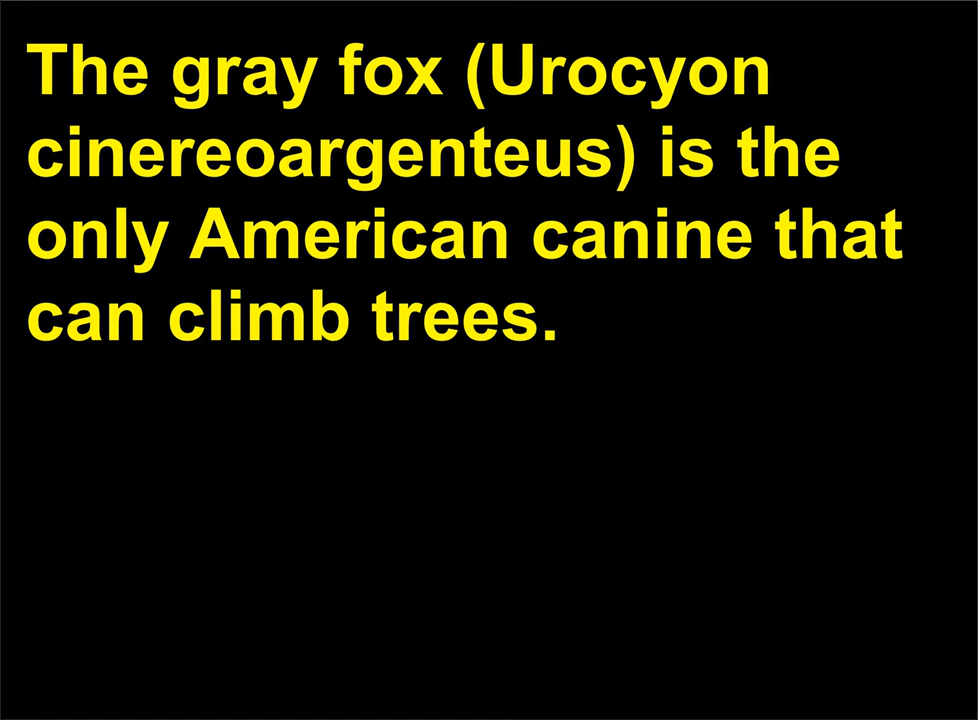 The gray fox (Urocyon
cinereoargenteus) is the
only American canine that
can climb trees.